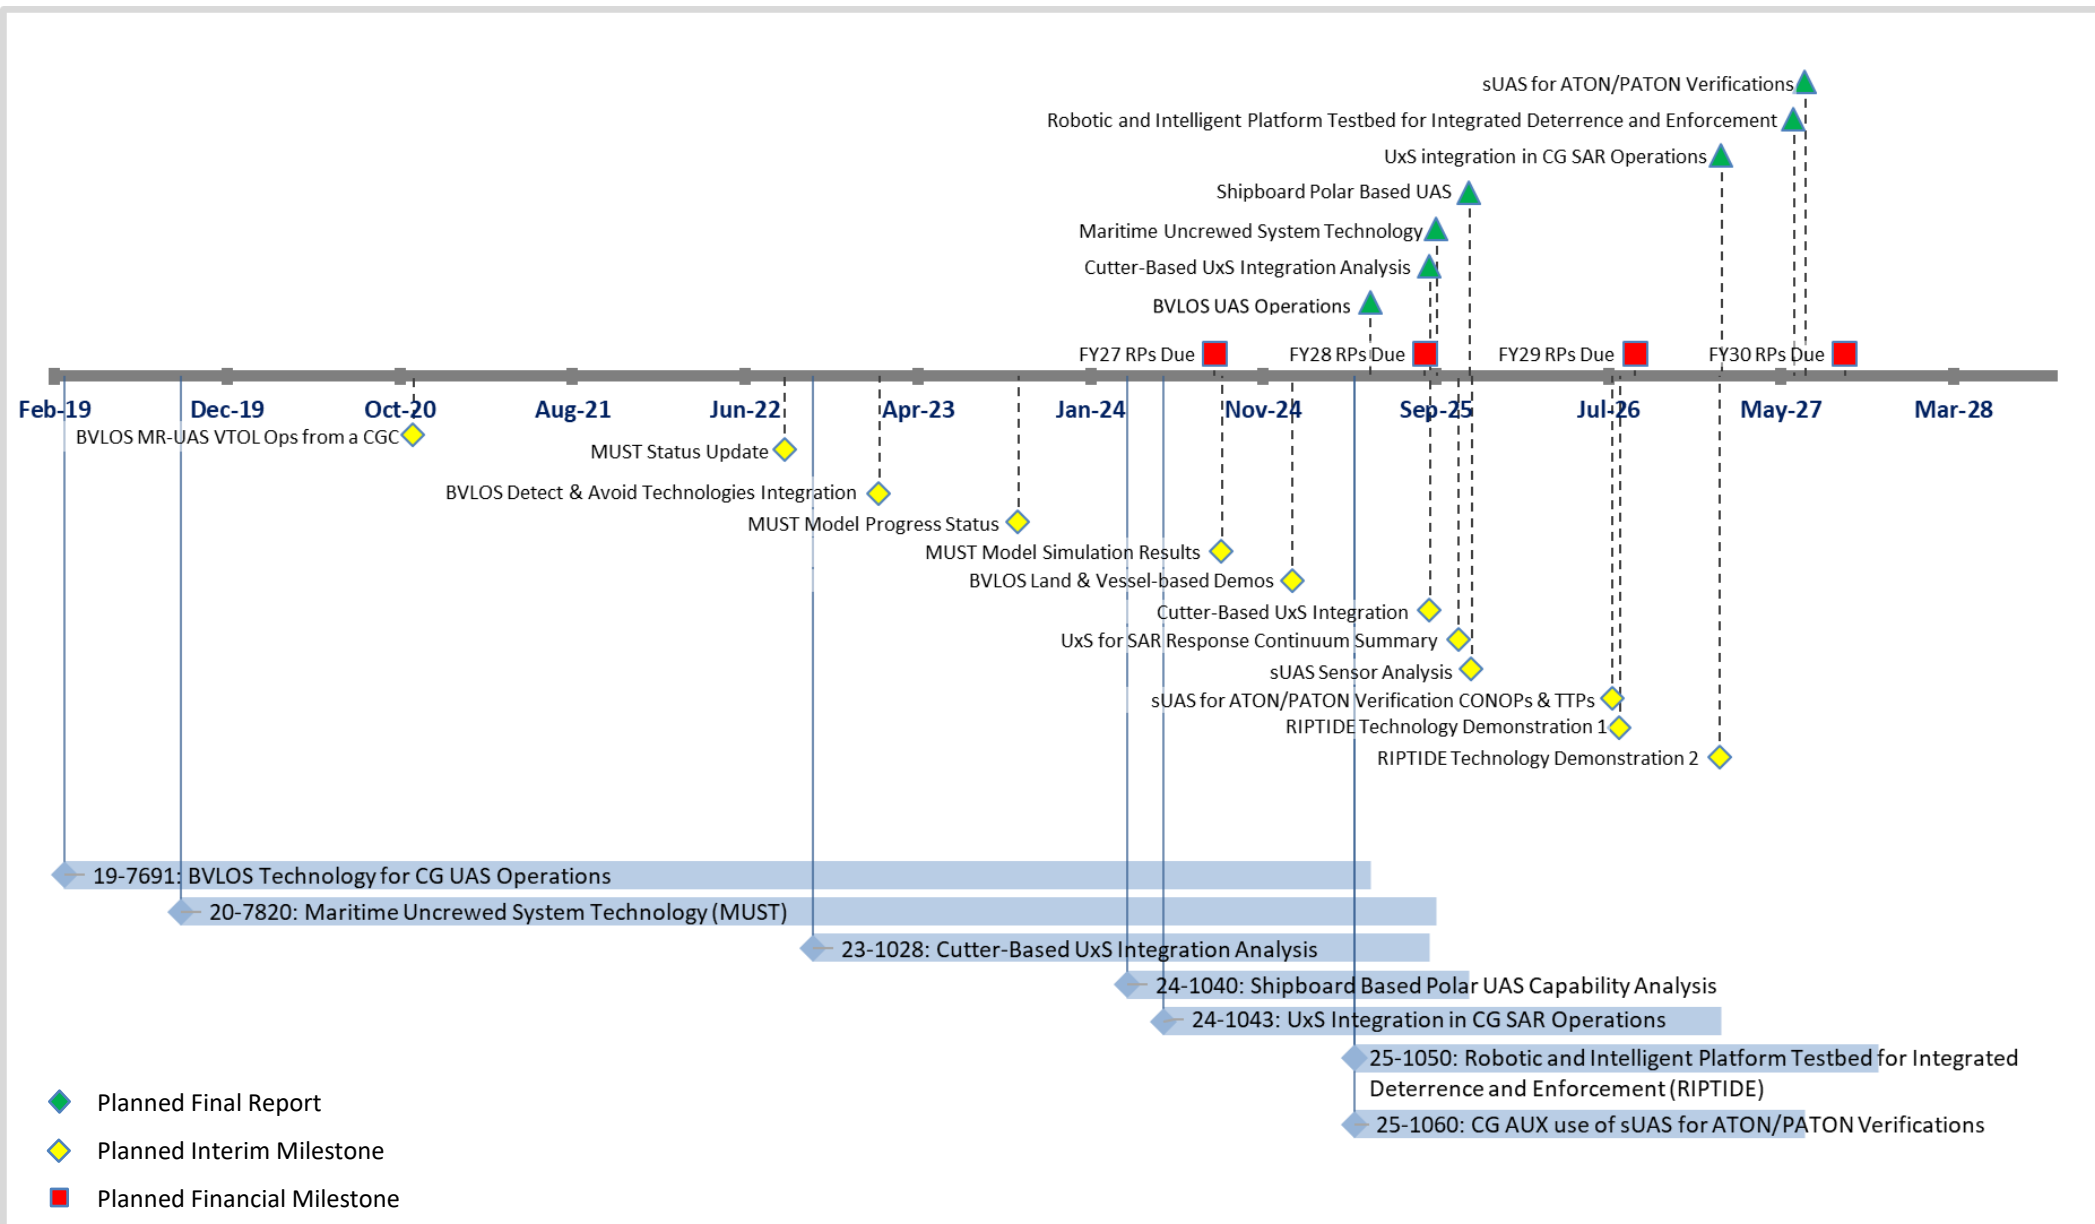 sUAS for ATON/PATON Verifications
Robotic and Intelligent Platform Testbed for Integrated Deterrence and Enforcement
UxS integration in CG SAR Operations
Shipboard Polar Based UAS
Maritime Uncrewed System Technology
Cutter-Based UxS Integration Analysis
BVLOS UAS Operations
FY27 RPs Due FY28 RPs Due FY29 RPs Due FY30 RPs Due
Feb-19 Dec-19 Oct-20 Aug-21 Jun-22 Apr-23 Jan-24 Nov-24 Sep-25 Jul-26 May-27 Mar-28
BVLOS MR-UAS VTOL Ops from a CGC
MUST Status Update
BVLOS Detect & Avoid Technologies Integration
MUST Model Progress Status
MUST Model Simulation Results
BVLOS Land & Vessel-based Demos
Cutter-Based UxS Integration
UxS for SAR Response Continuum Summary
sUAS Sensor Analysis
sUAS for ATON/PATON Verification CONOPs & TTPs
RIPTIDE Technology Demonstration 1
RIPTIDE Technology Demonstration 2
19-7691: BVLOS Technology for CG UAS Operations
20-7820: Maritime Uncrewed System Technology (MUST)
23-1028: Cutter-Based UxS Integration Analysis
24-1040: Shipboard Based Polar UAS Capability Analysis
24-1043: UxS Integration in CG SAR Operations
25-1050: Robotic and Intelligent Platform Testbed for Integrated
Deterrence and Enforcement (RIPTIDE)
25-1060: CG AUX use of sUAS for ATON/PATON Verifications
Planned Final Report
Planned Interim Milestone
Planned Financial Milestone